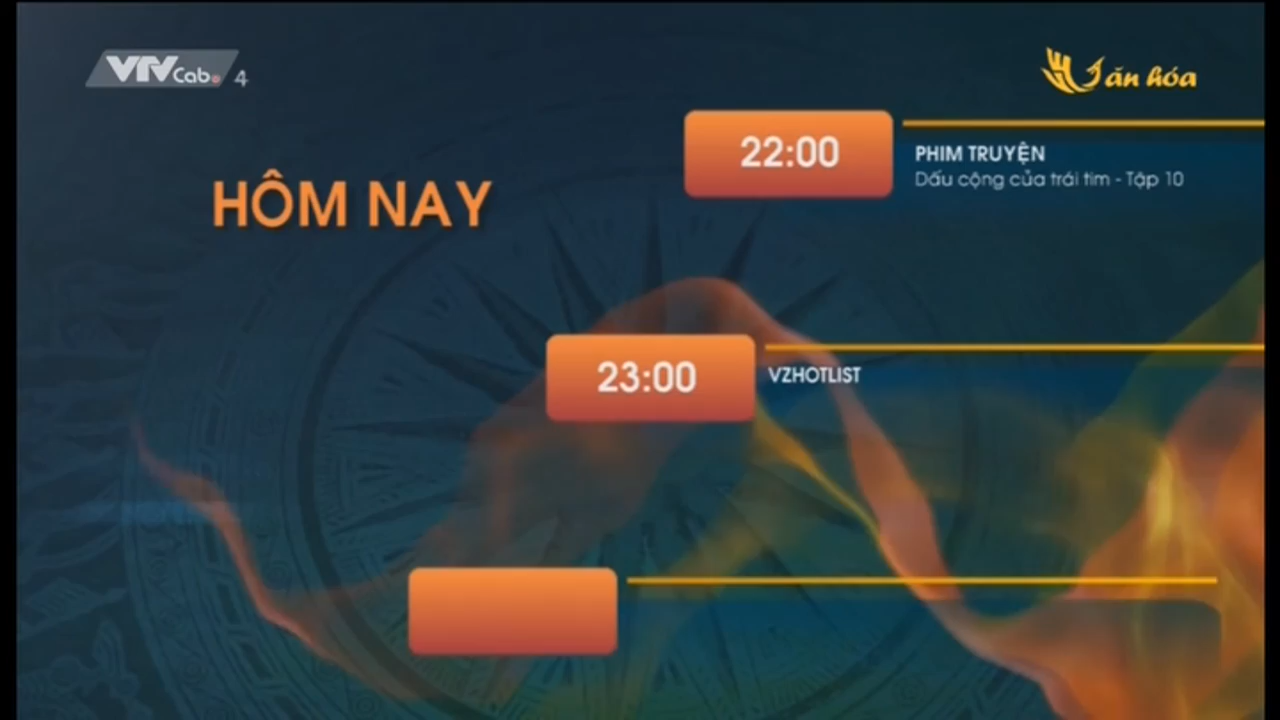 VTVCab 4
Văn hóa
22:00
PHIM TRUYỆN
Dấu cộng của trái tim - Tập 10
HÔM NAY
23:00
VZHOTLIST